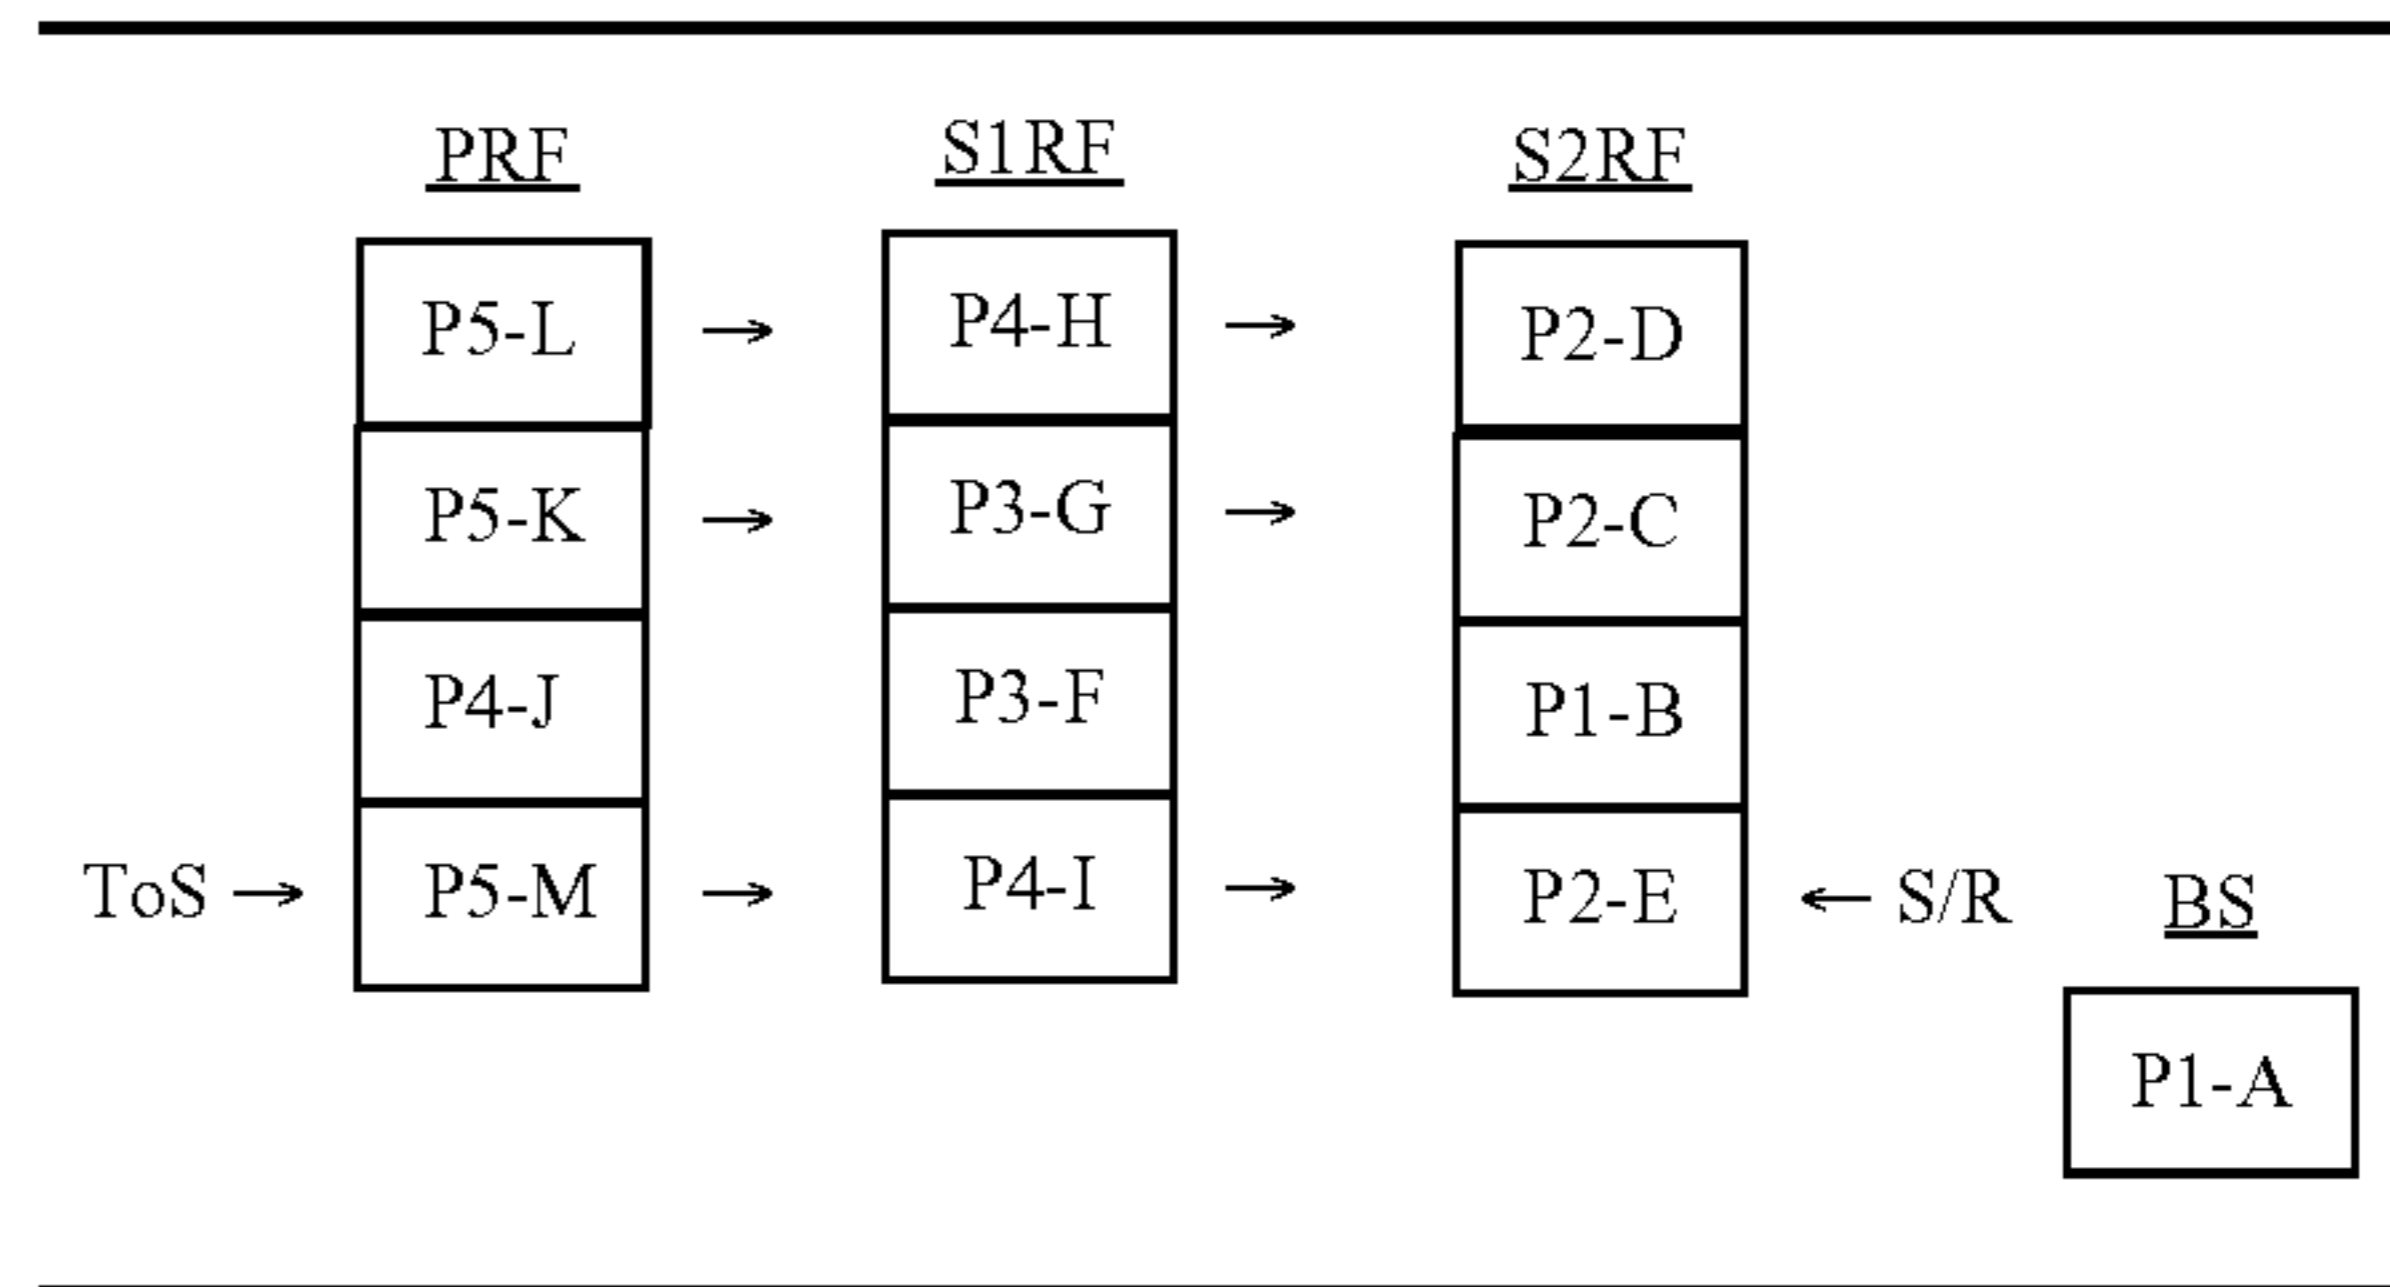 PRF S1RF S2RF
P5-L → P4-H → P2-D
P5-K → P3-G → P2-C
P4-J P3-F P1-B
ToS → P5-M → P4-I → P2-E ← S/R BS
P1-A